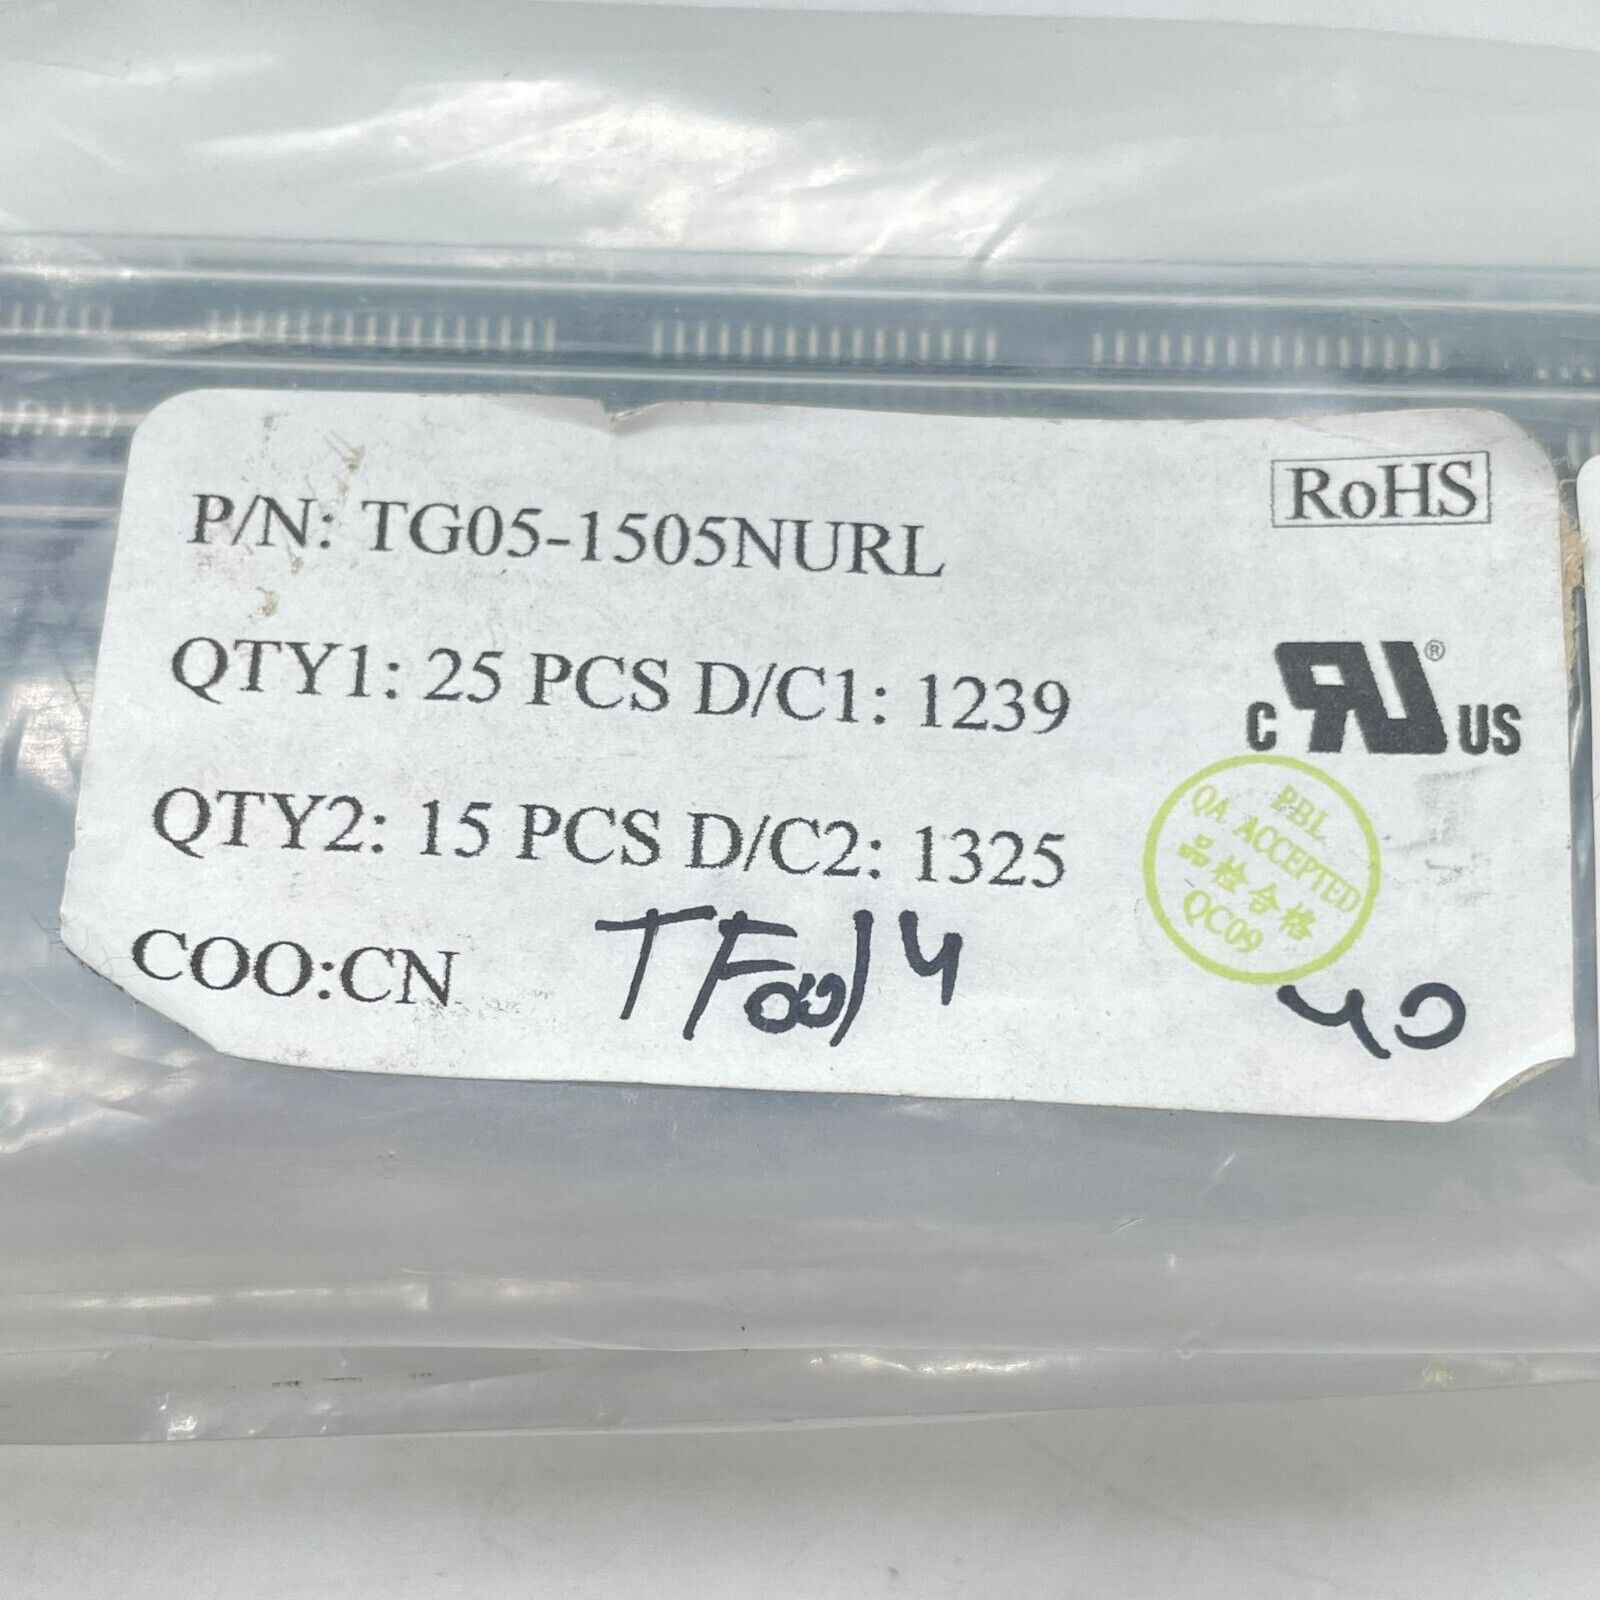 P/N: TG05-1505NURL
RoHS
QTY1: 25 PCS D/C1: 1239
C RU® US
QTY2: 15 PCS D/C2: 1325
PBL
QA ACCEPTED
品检合格
QC09
COO:CN
40